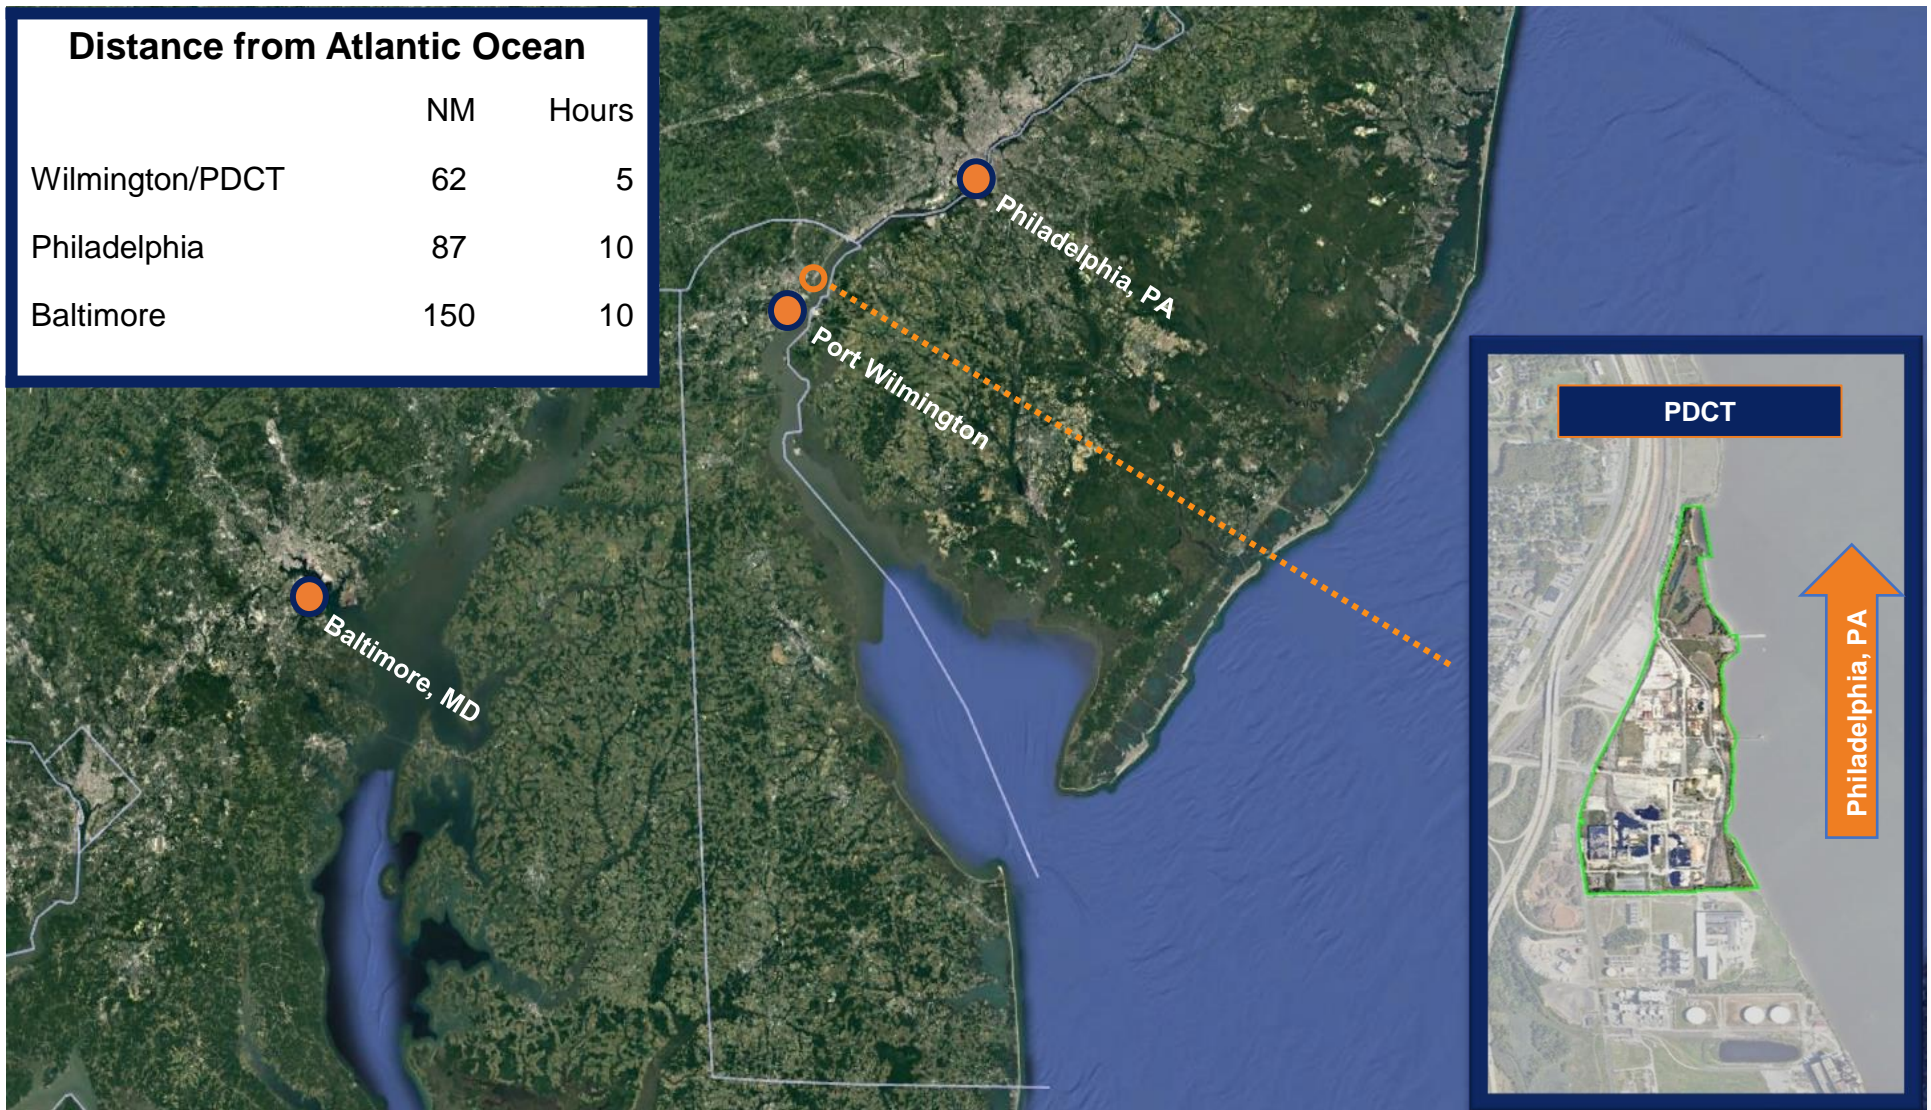 Distance from Atlantic Ocean
NM Hours
Wilmington/PDCT 62 5
Philadelphia 87 10
Baltimore 150 10
Philadelphia, PA
Port Wilmington
Baltimore, MD
PDCT
Philadelphia, PA